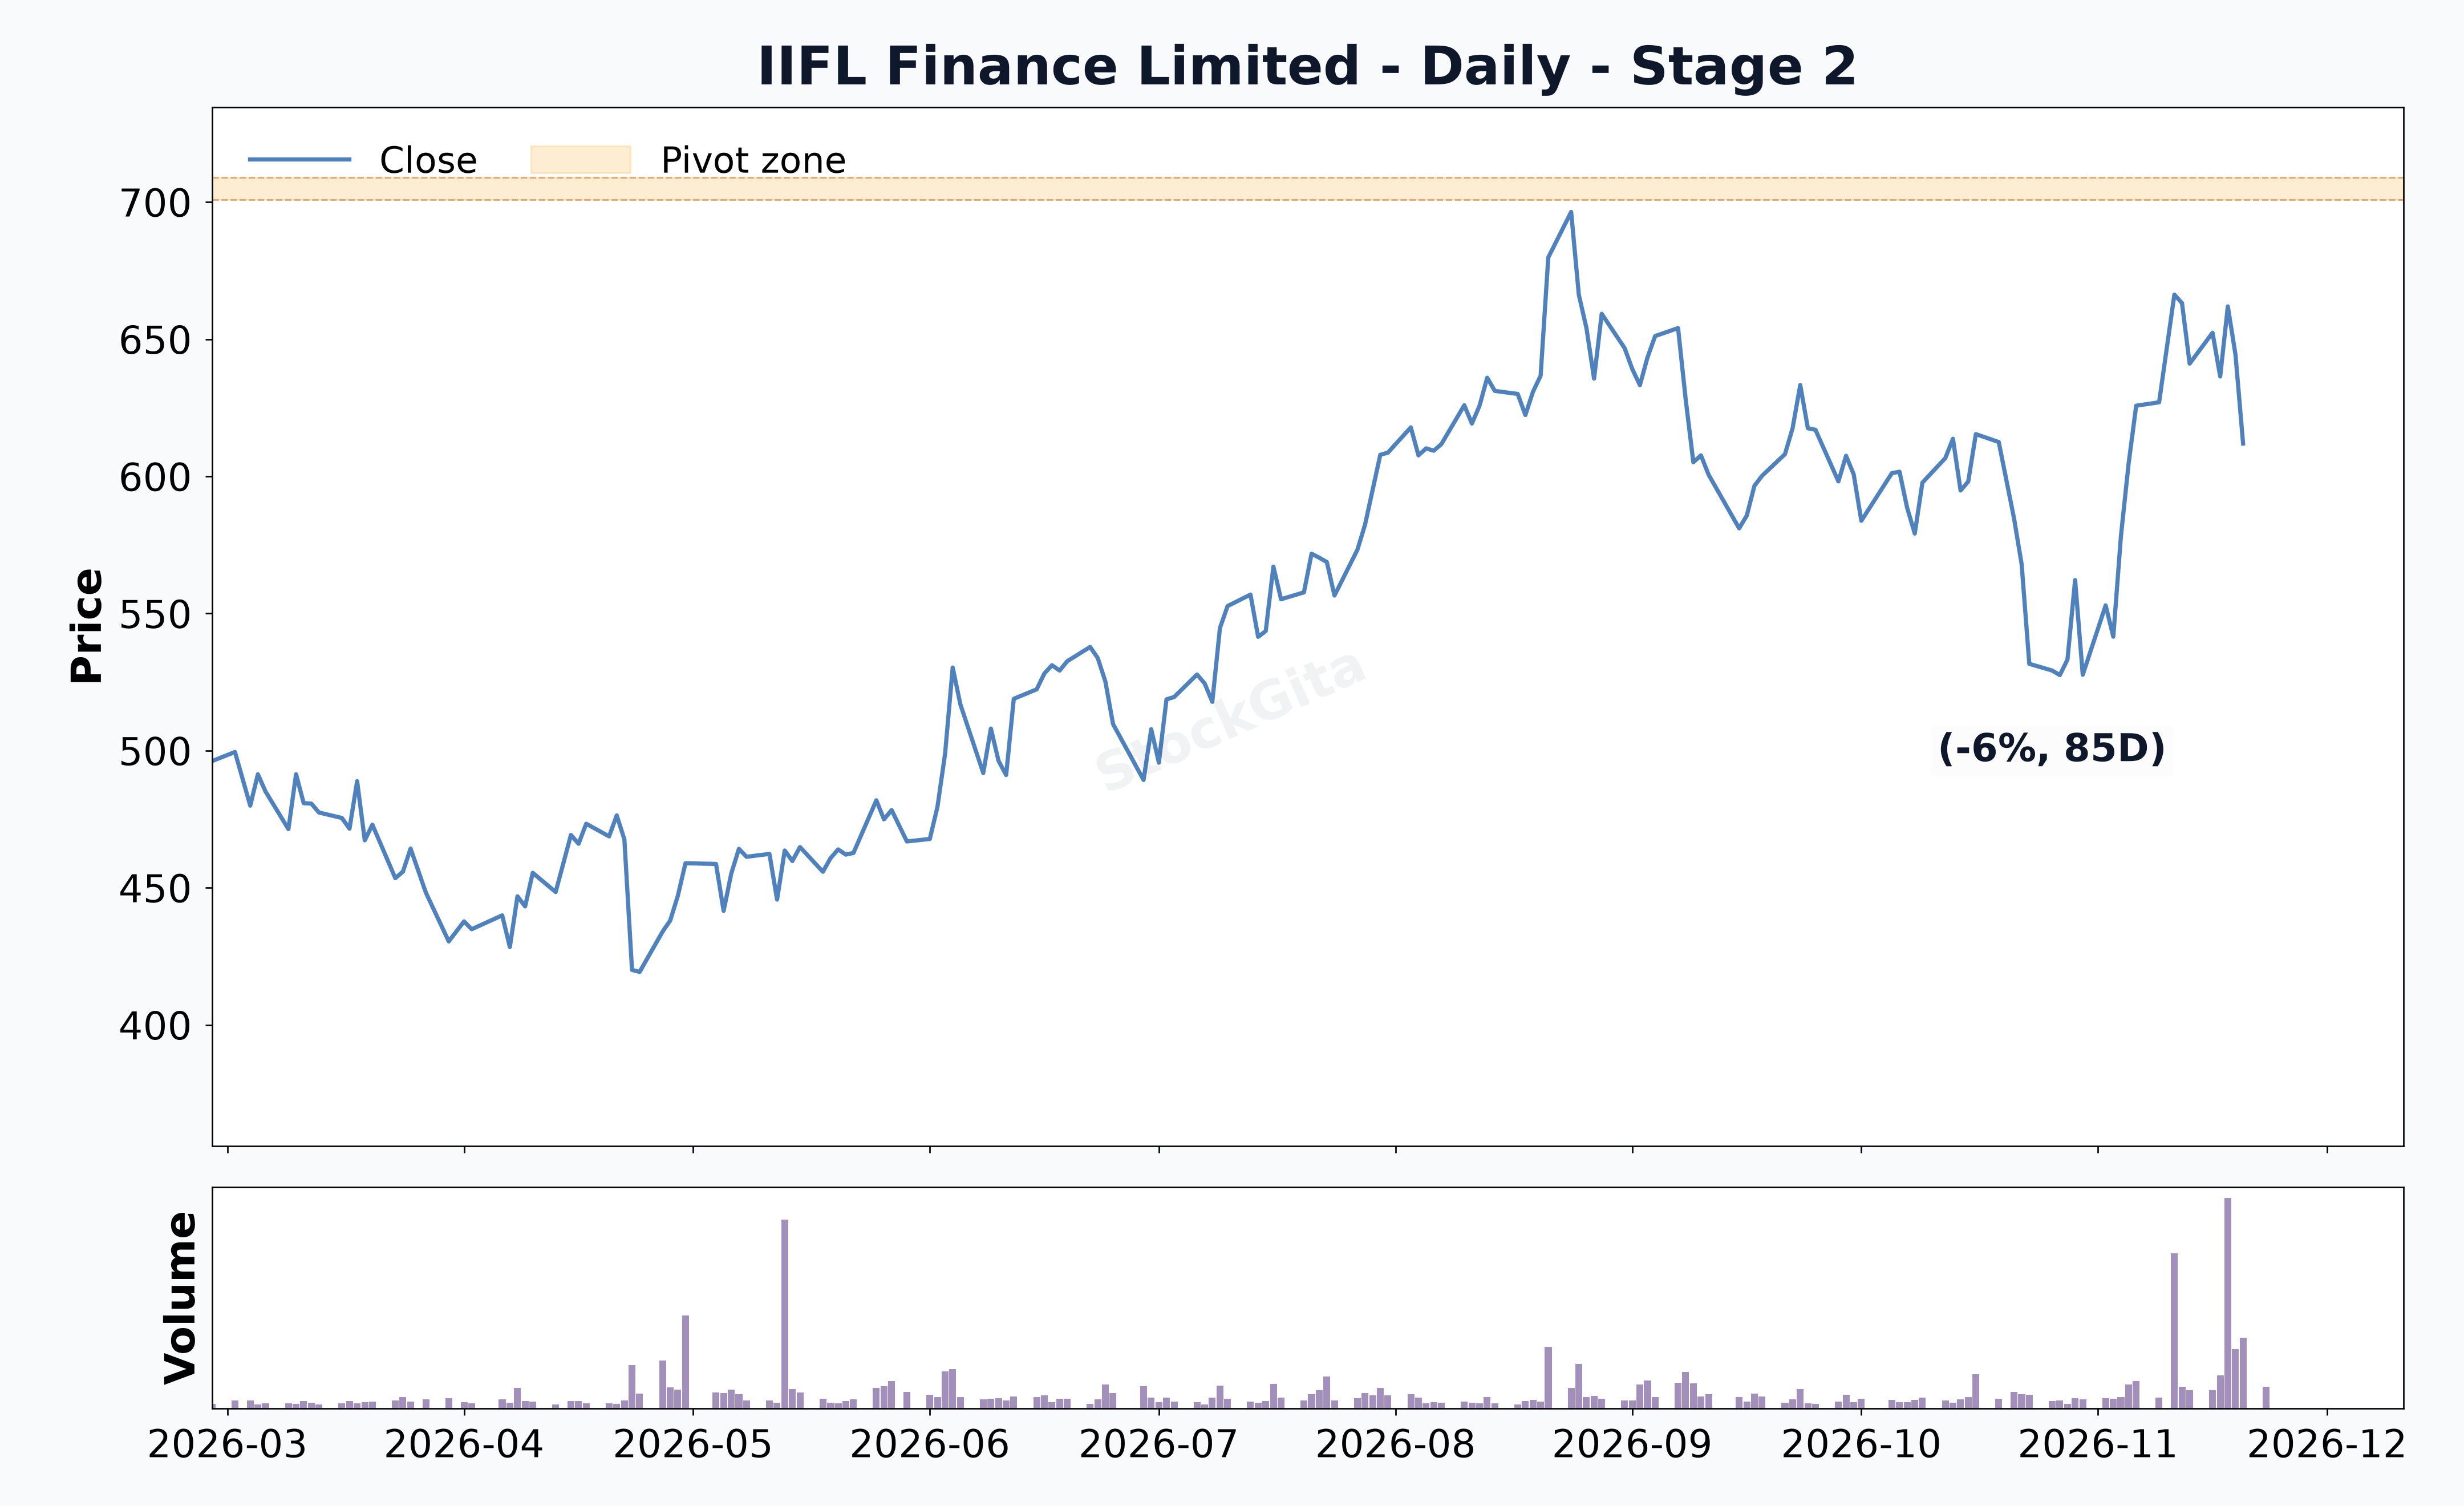 IIFL Finance Limited - Daily - Stage 2
Close
Pivot zone
Price
700
650
600
550
500
450
400
StockGita
(-6%, 85D)
Volume
2026-03
2026-04
2026-05
2026-06
2026-07
2026-08
2026-09
2026-10
2026-11
2026-12